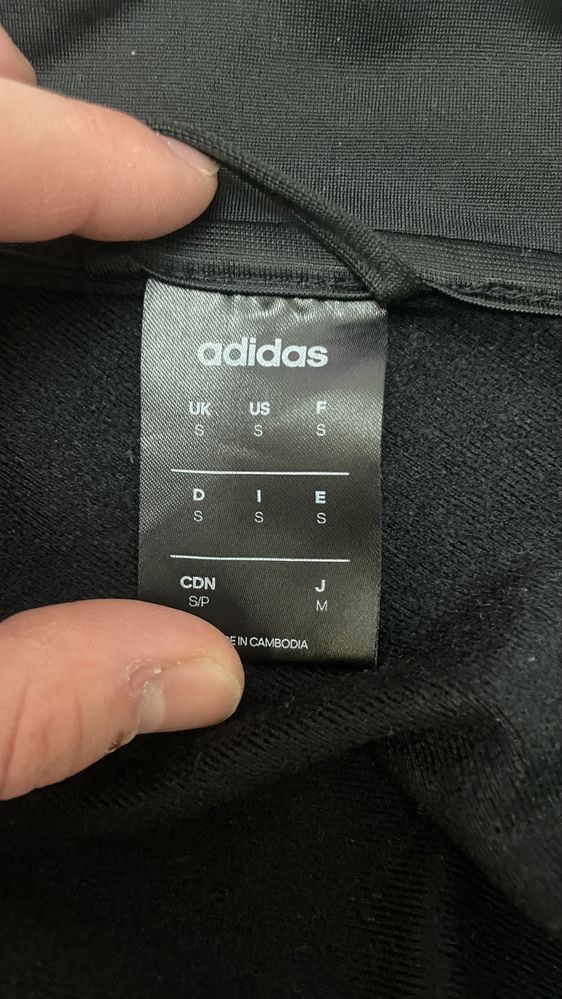 adidas
UK US F
S S S
D I E
S S S
CDN J
S/P M
IN CAMBODIA